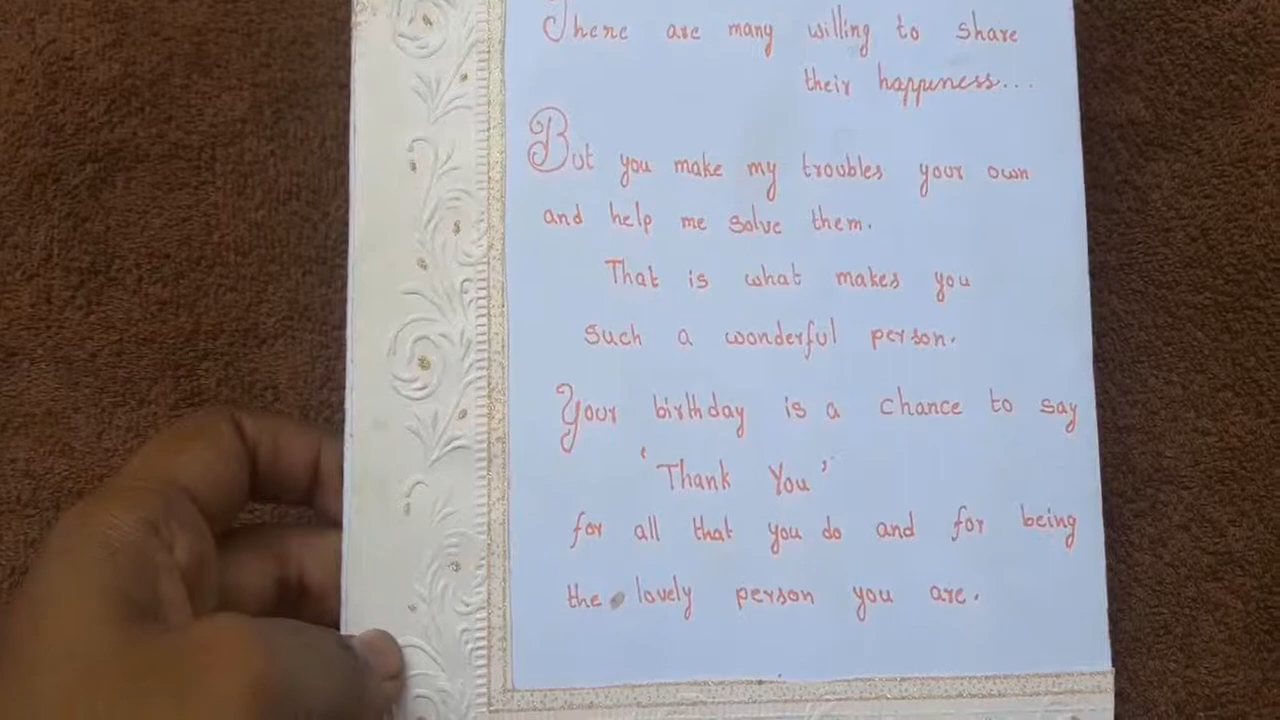 There are many willing to share
their happiness...
But you make my troubles your own
and help me solve them.
That is what makes you
such a wonderful person.
Your birthday is a chance to say
'Thank You'
for all that you do and for being
the lovely person you are.